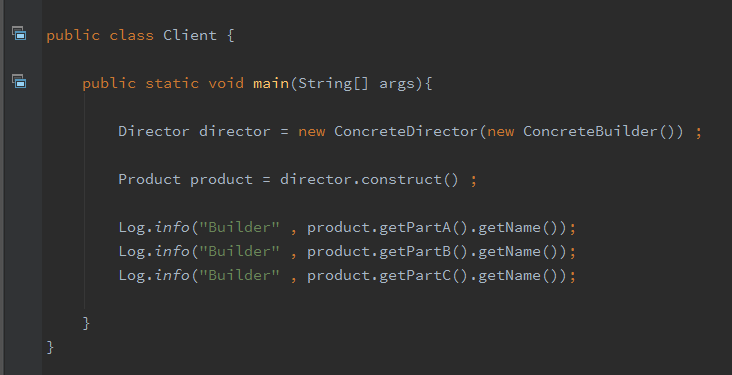 public class Client {
public static void main(String[] args){
Director director = new ConcreteDirector(new ConcreteBuilder()) ;
Product product = director.construct() ;
Log.info("Builder" , product.getPartA().getName());
Log.info("Builder" , product.getPartB().getName());
Log.info("Builder" , product.getPartC().getName());
}
}